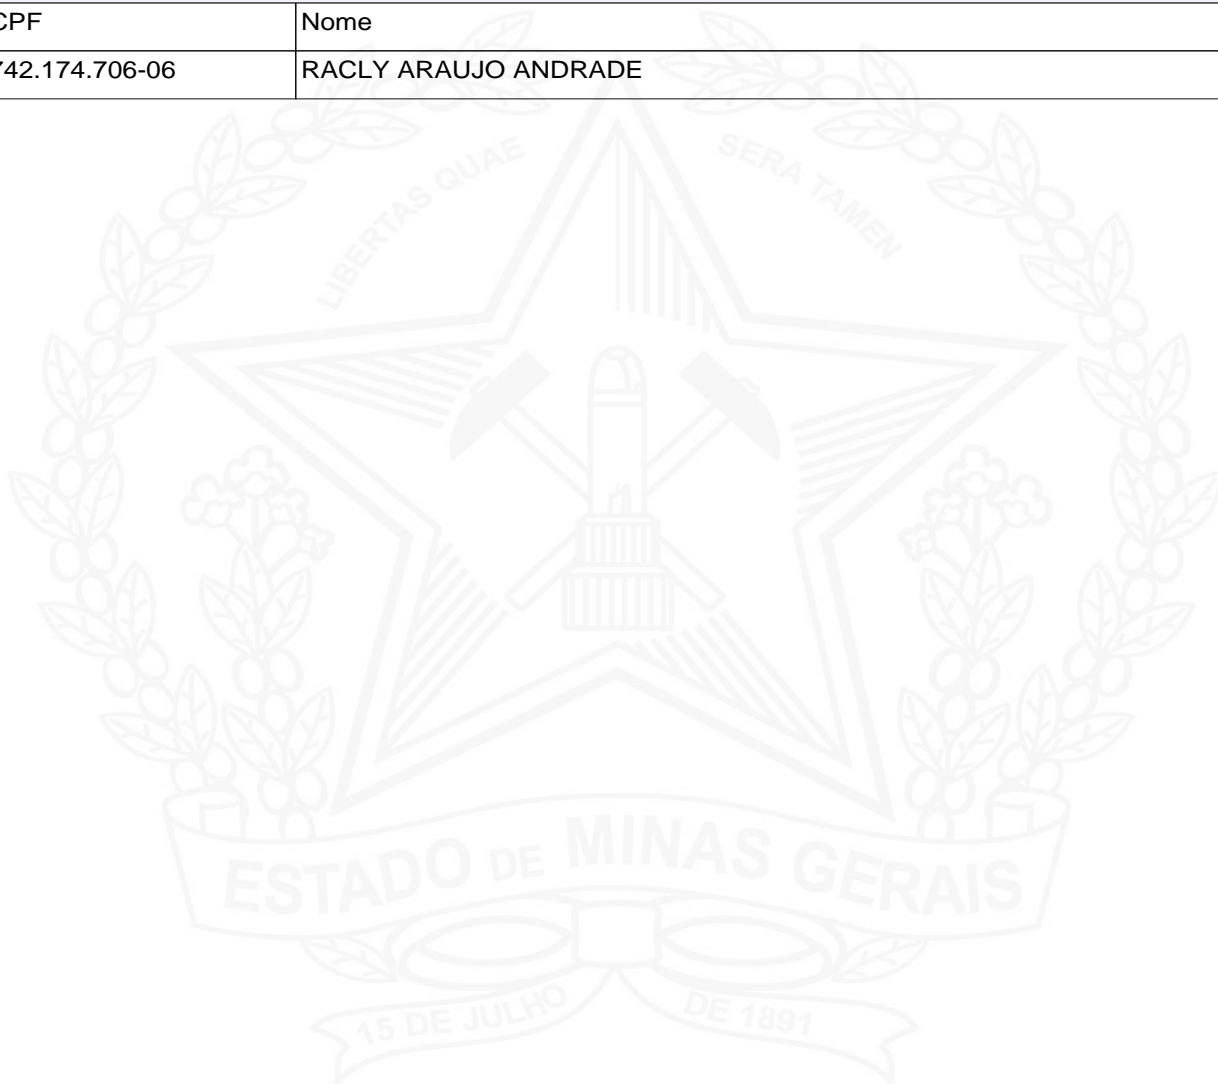 CPF Nome
742.174.706-06 RACLY ARAUJO ANDRADE
LIBERTAS QUAE SERA TAMEN
ESTADO DE MINAS GERAIS
15 DE JULHO DE 1891